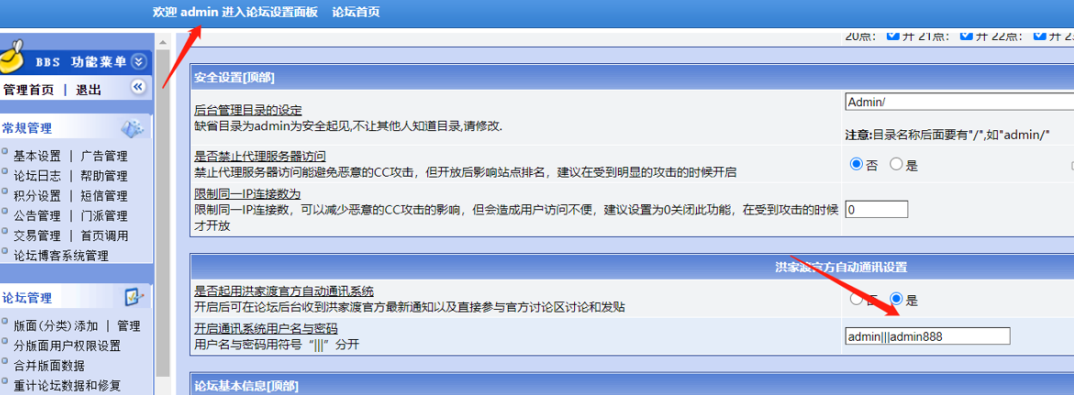 欢迎 admin 进入论坛设置面板 论坛首页
BBS 功能菜单
管理首页 | 退出
常规管理
基本设置 | 广告管理
论坛日志 | 帮助管理
积分设置 | 短信管理
公告管理 | 门派管理
交易管理 | 首页调用
论坛博客系统管理
论坛管理
版面(分类)添加 | 管理
分版面用户权限设置
合并版面数据
重计论坛数据和修复
20点： 开 21点： 开 22点： 开
安全设置[顶部]
后台管理目录的设定
缺省目录为admin为安全起见,不让其他人知道目录,请修改.
Admin/
注意:目录名称后面要有"/",如"admin/"
是否禁止代理服务器访问
禁止代理服务器访问能避免恶意的CC攻击，但开放后影响站点排名，建议在受到明显的攻击的时候开启
否 是
限制同一IP连接数为
限制同一IP连接数，可以减少恶意的CC攻击的影响，但会造成用户访问不便，建议设置为0关闭此功能，在受到攻击的时候
才开放
0
洪家渡官方自动通讯设置
是否起用洪家渡官方自动通讯系统
开启后可在论坛后台收到洪家渡官方最新通知以及直接参与官方讨论区讨论和发贴
否 是
开启通讯系统用户名与密码
用户名与密码用符号“|||”分开
admin|||admin888
论坛基本信息[顶部]